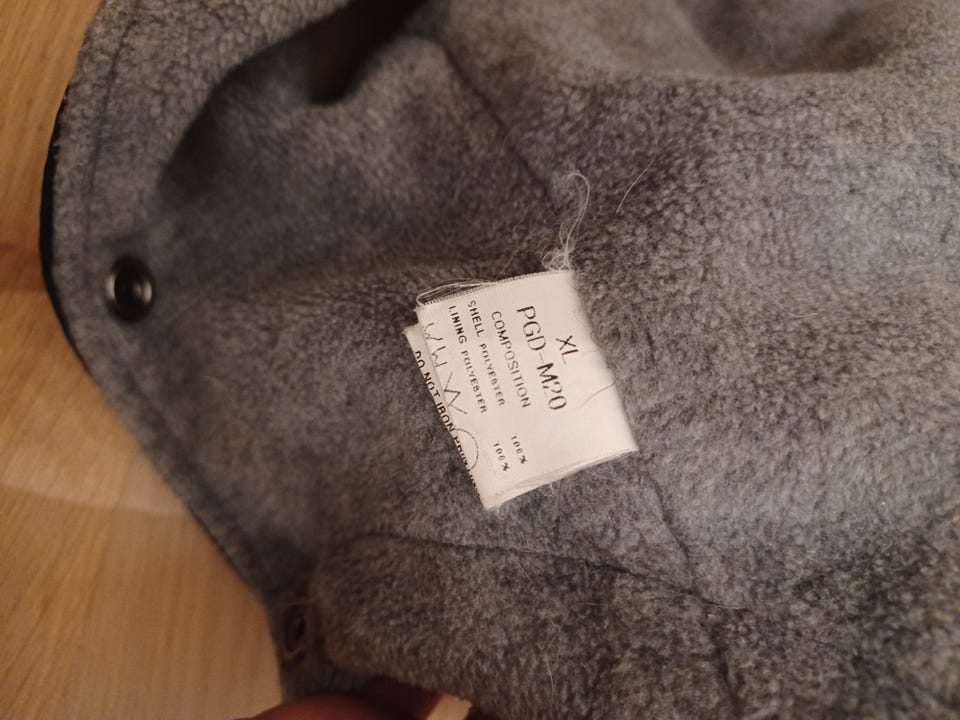 XL
PGD-M20
COMPOSITION
SHELL POLYESTER 100%
LINING POLYESTER 100%
DO NOT IRON